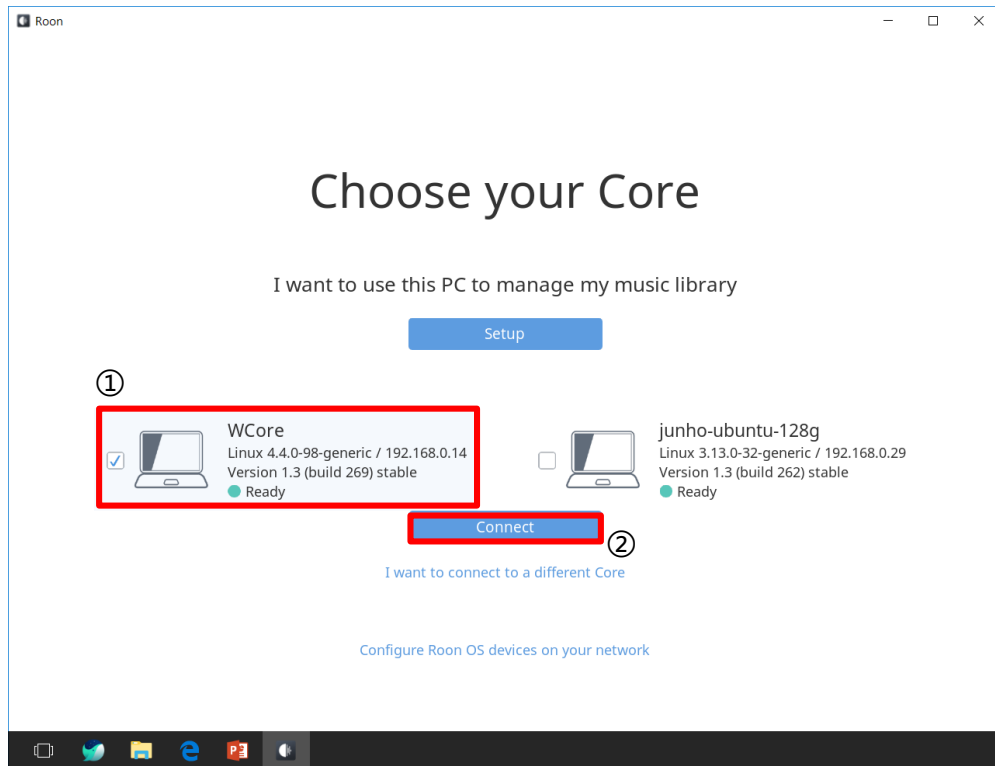 Roon
Choose your Core
I want to use this PC to manage my music library
Setup
①
WCore
Linux 4.4.0-98-generic / 192.168.0.14
Version 1.3 (build 269) stable
Ready
junho-ubuntu-128g
Linux 3.13.0-32-generic / 192.168.0.29
Version 1.3 (build 262) stable
Ready
Connect
②
I want to connect to a different Core
Configure Roon OS devices on your network